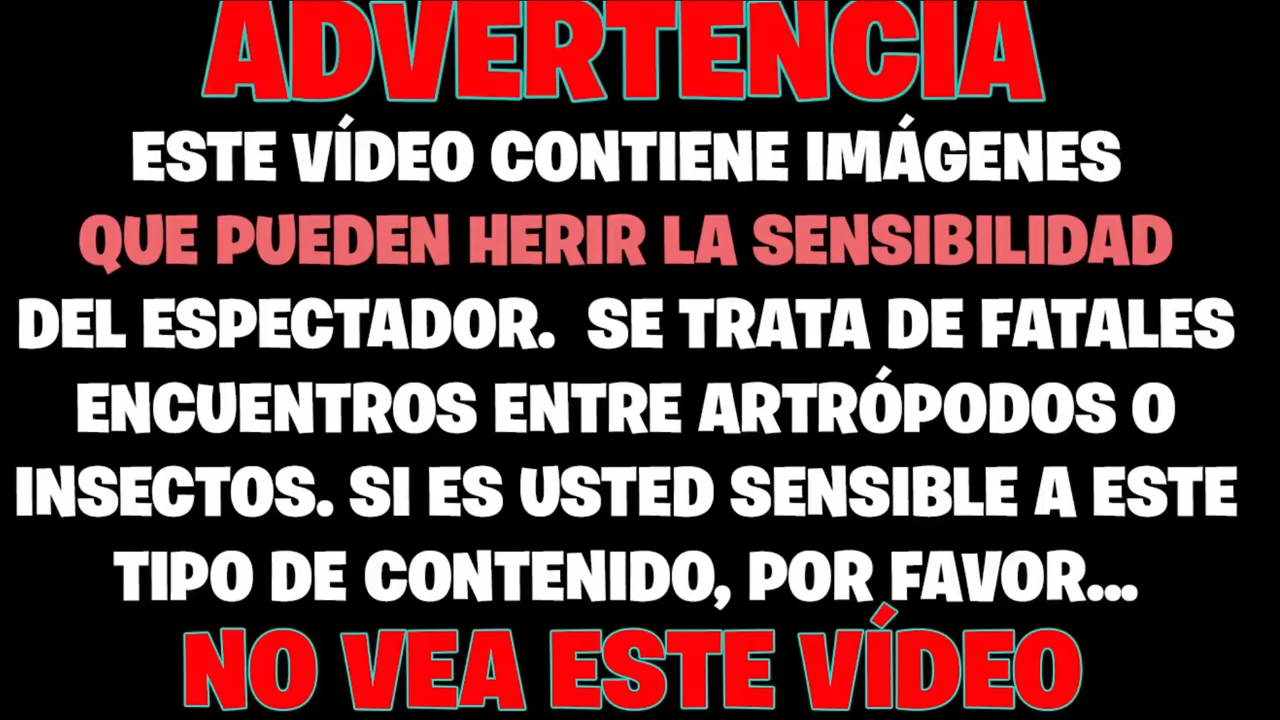 ADVERTENCIA
ESTE VÍDEO CONTIENE IMÁGENES
QUE PUEDEN HERIR LA SENSIBILIDAD
DEL ESPECTADOR. SE TRATA DE FATALES
ENCUENTROS ENTRE ARTRÓPODOS O
INSECTOS. SI ES USTED SENSIBLE A ESTE
TIPO DE CONTENIDO, POR FAVOR...
NO VEA ESTE VÍDEO